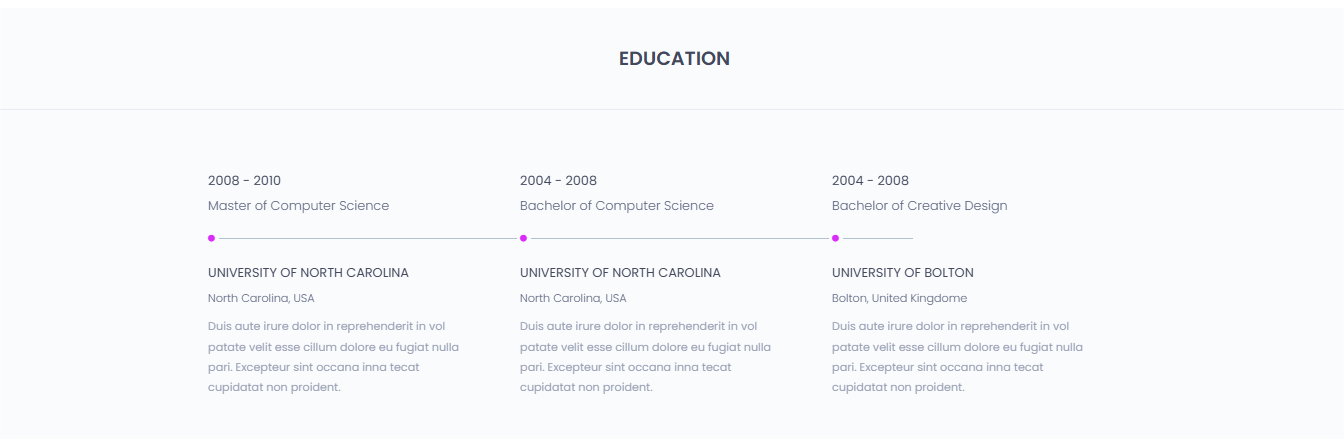 EDUCATION
2008 - 2010
Master of Computer Science
UNIVERSITY OF NORTH CAROLINA
North Carolina, USA
Duis aute irure dolor in reprehenderit in vol
patate velit esse cillum dolore eu fugiat nulla
pari. Excepteur sint occana inna tecat
cupidatat non proident.
2004 - 2008
Bachelor of Computer Science
UNIVERSITY OF NORTH CAROLINA
North Carolina, USA
Duis aute irure dolor in reprehenderit in vol
patate velit esse cillum dolore eu fugiat nulla
pari. Excepteur sint occana inna tecat
cupidatat non proident.
2004 - 2008
Bachelor of Creative Design
UNIVERSITY OF BOLTON
Bolton, United Kingdome
Duis aute irure dolor in reprehenderit in vol
patate velit esse cillum dolore eu fugiat nulla
pari. Excepteur sint occana inna tecat
cupidatat non proident.